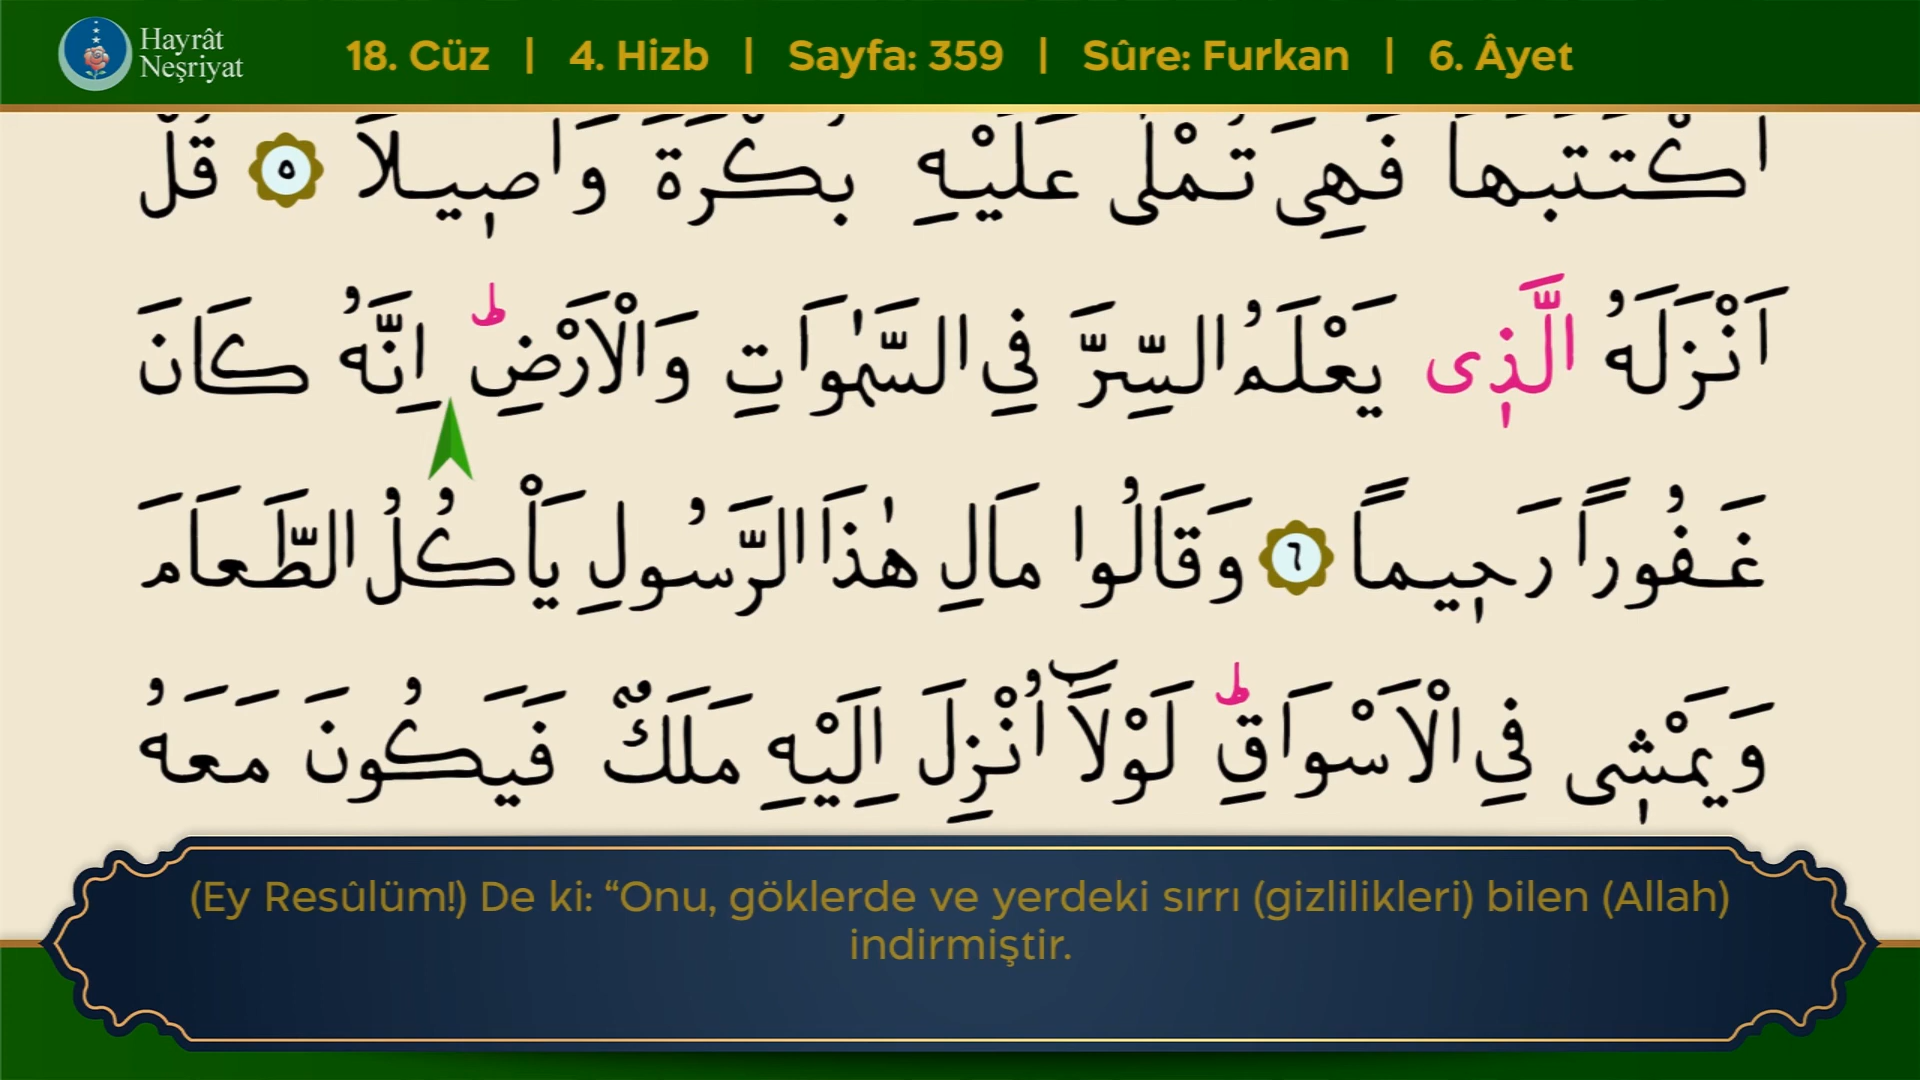 Hayrât
Neşriyat
18. Cüz | 4. Hizb | Sayfa: 359 | Sûre: Furkan | 6. Âyet
اكْتَتَبَهَا فَهِىَ تُمْلٰى عَلَيْهِ بُكْرَةً وَاَصٖيلًا ٥ قُلْ
اَنْزَلَهُ الَّذٖى يَعْلَمُ السِّرَّ فِى السَّمٰوَاتِ وَالْاَرْضِ ط اِنَّهُ كَانَ
غَفُورًا رَحٖيمًا ٦ وَقَالُوا مَالِ هٰذَا الرَّسُولِ يَأْكُلُ الطَّعَامَ
وَيَمْشٖى فِى الْاَسْوَاقِ ط لَوْلَٓا اُنْزِلَ اِلَيْهِ مَلَكٌ فَيَكُونَ مَعَهُ
(Ey Resûlüm!) De ki: “Onu, göklerde ve yerdeki sırrı (gizlilikleri) bilen (Allah)
indirmiştir.